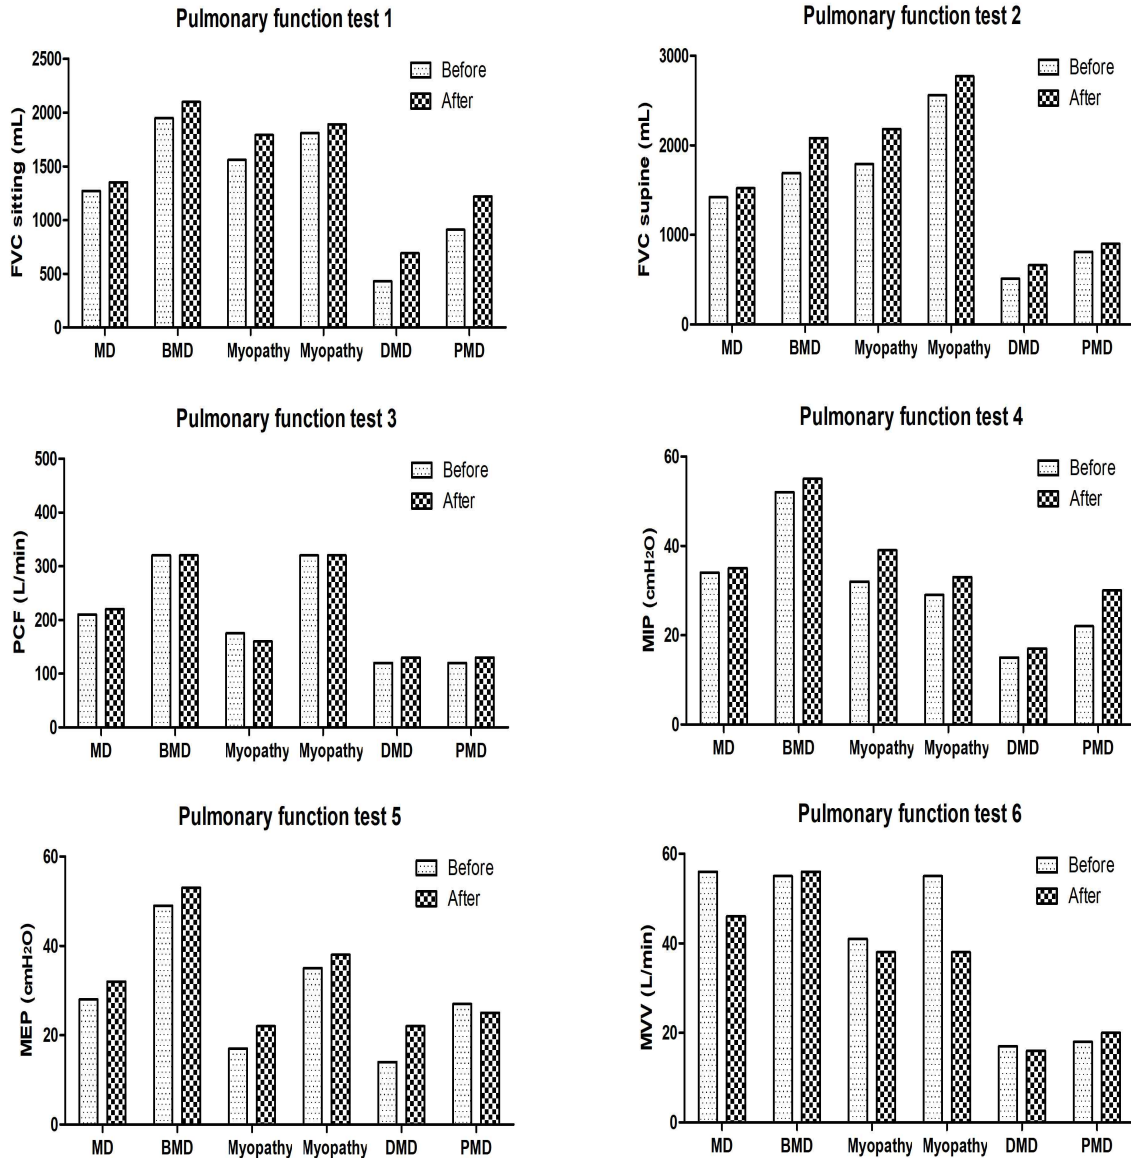 Pulmonary function test 1
FVC sitting (mL)
2500
2000
1500
1000
500
0
Before
After
MD BMD Myopathy Myopathy DMD PMD
Pulmonary function test 2
FVC supine (mL)
3000
2000
1000
0
Before
After
MD BMD Myopathy Myopathy DMD PMD
Pulmonary function test 3
PCF (L/min)
500
400
300
200
100
0
Before
After
MD BMD Myopathy Myopathy DMD PMD
Pulmonary function test 4
MIP (cmH2O)
60
40
20
0
Before
After
MD BMD Myopathy Myopathy DMD PMD
Pulmonary function test 5
MEP (cmH2O)
60
40
20
0
Before
After
MD BMD Myopathy Myopathy DMD PMD
Pulmonary function test 6
MVV (L/min)
60
40
20
0
Before
After
MD BMD Myopathy Myopathy DMD PMD